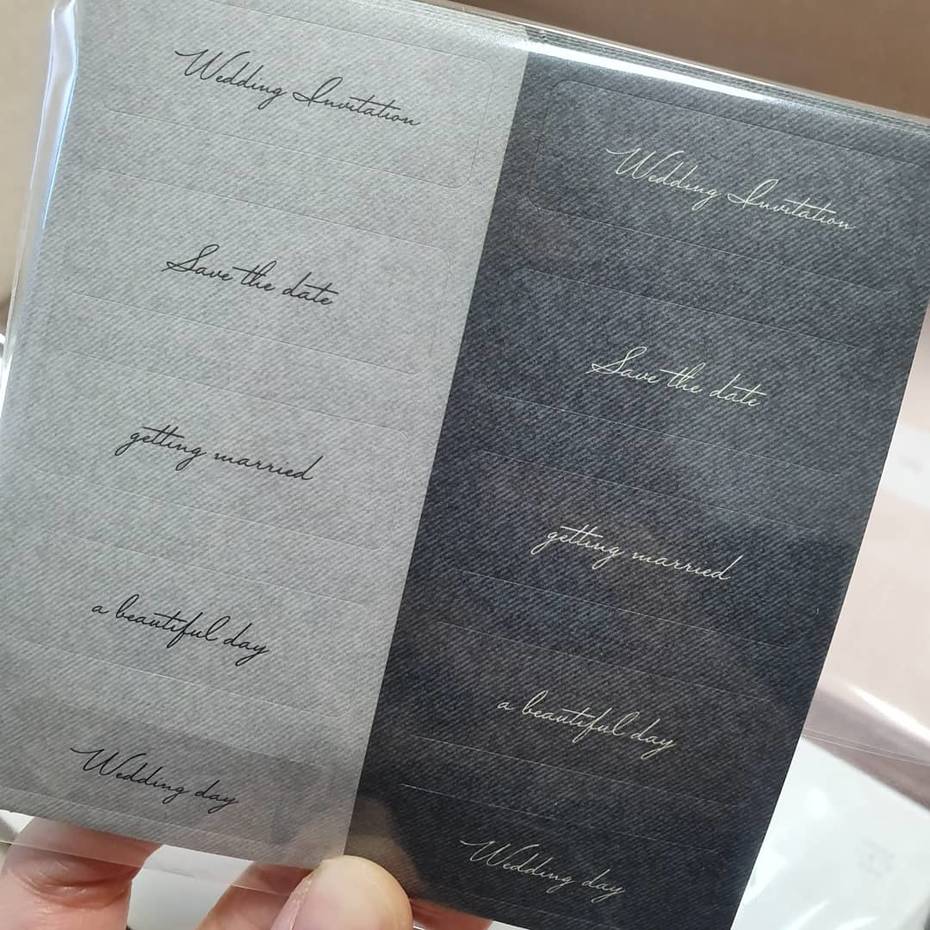 Wedding Invitation
Save the date
getting married
a beautiful day
Wedding day
Wedding Invitation
Save the date
getting married
a beautiful day
Wedding day